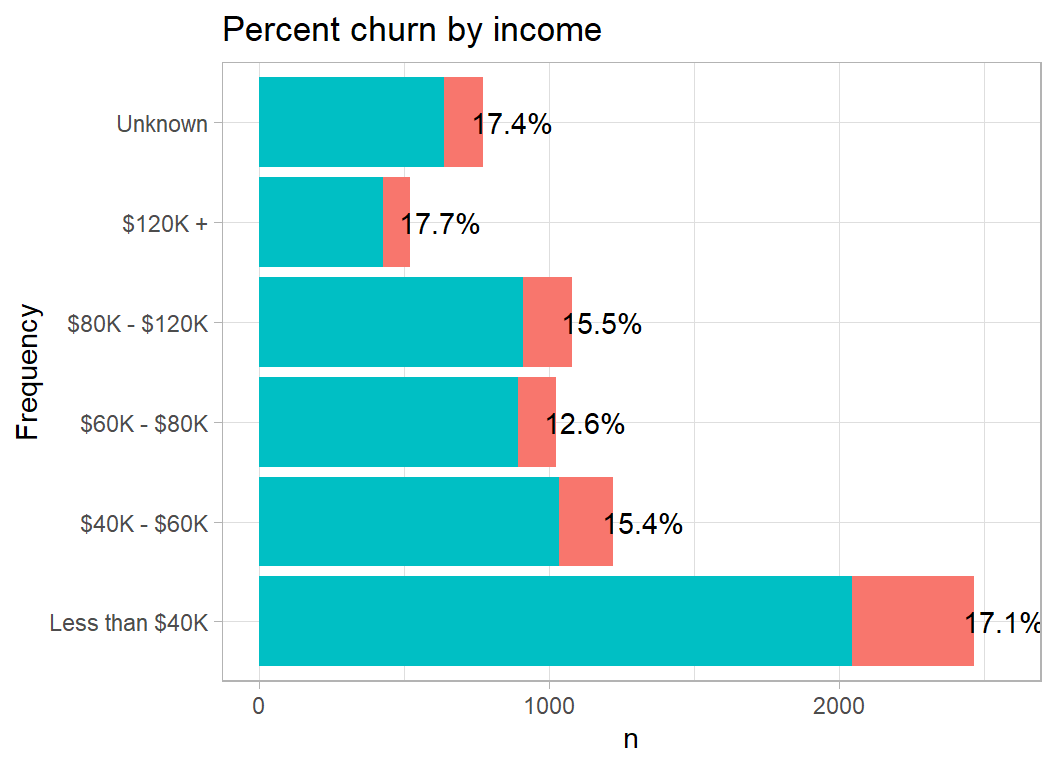 Percent churn by income
Frequency
Unknown
17.4%
$120K +
17.7%
$80K - $120K
15.5%
$60K - $80K
12.6%
$40K - $60K
15.4%
Less than $40K
17.1%
0
1000
2000
n